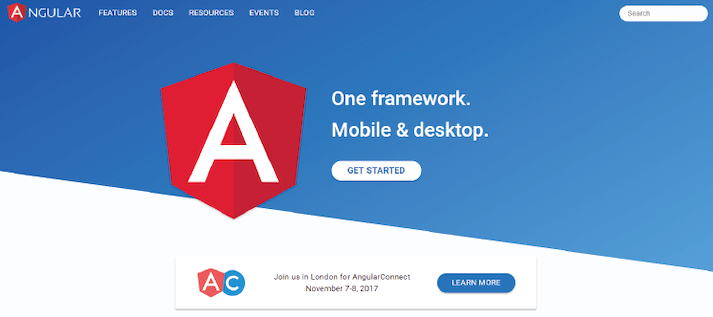 ANGULAR FEATURES DOCS RESOURCES EVENTS BLOG Search
One framework.
Mobile & desktop.
GET STARTED
A
AC
Join us in London for AngularConnect
November 7-8, 2017
LEARN MORE